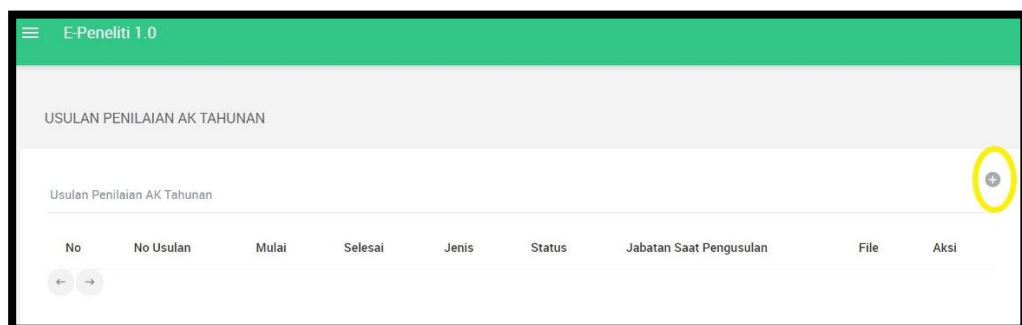 E-Peneliti 1.0
USULAN PENILAIAN AK TAHUNAN
Usulan Penilaian AK Tahunan
No No Usulan Mulai Selesai Jenis Status Jabatan Saat Pengusulan File Aksi